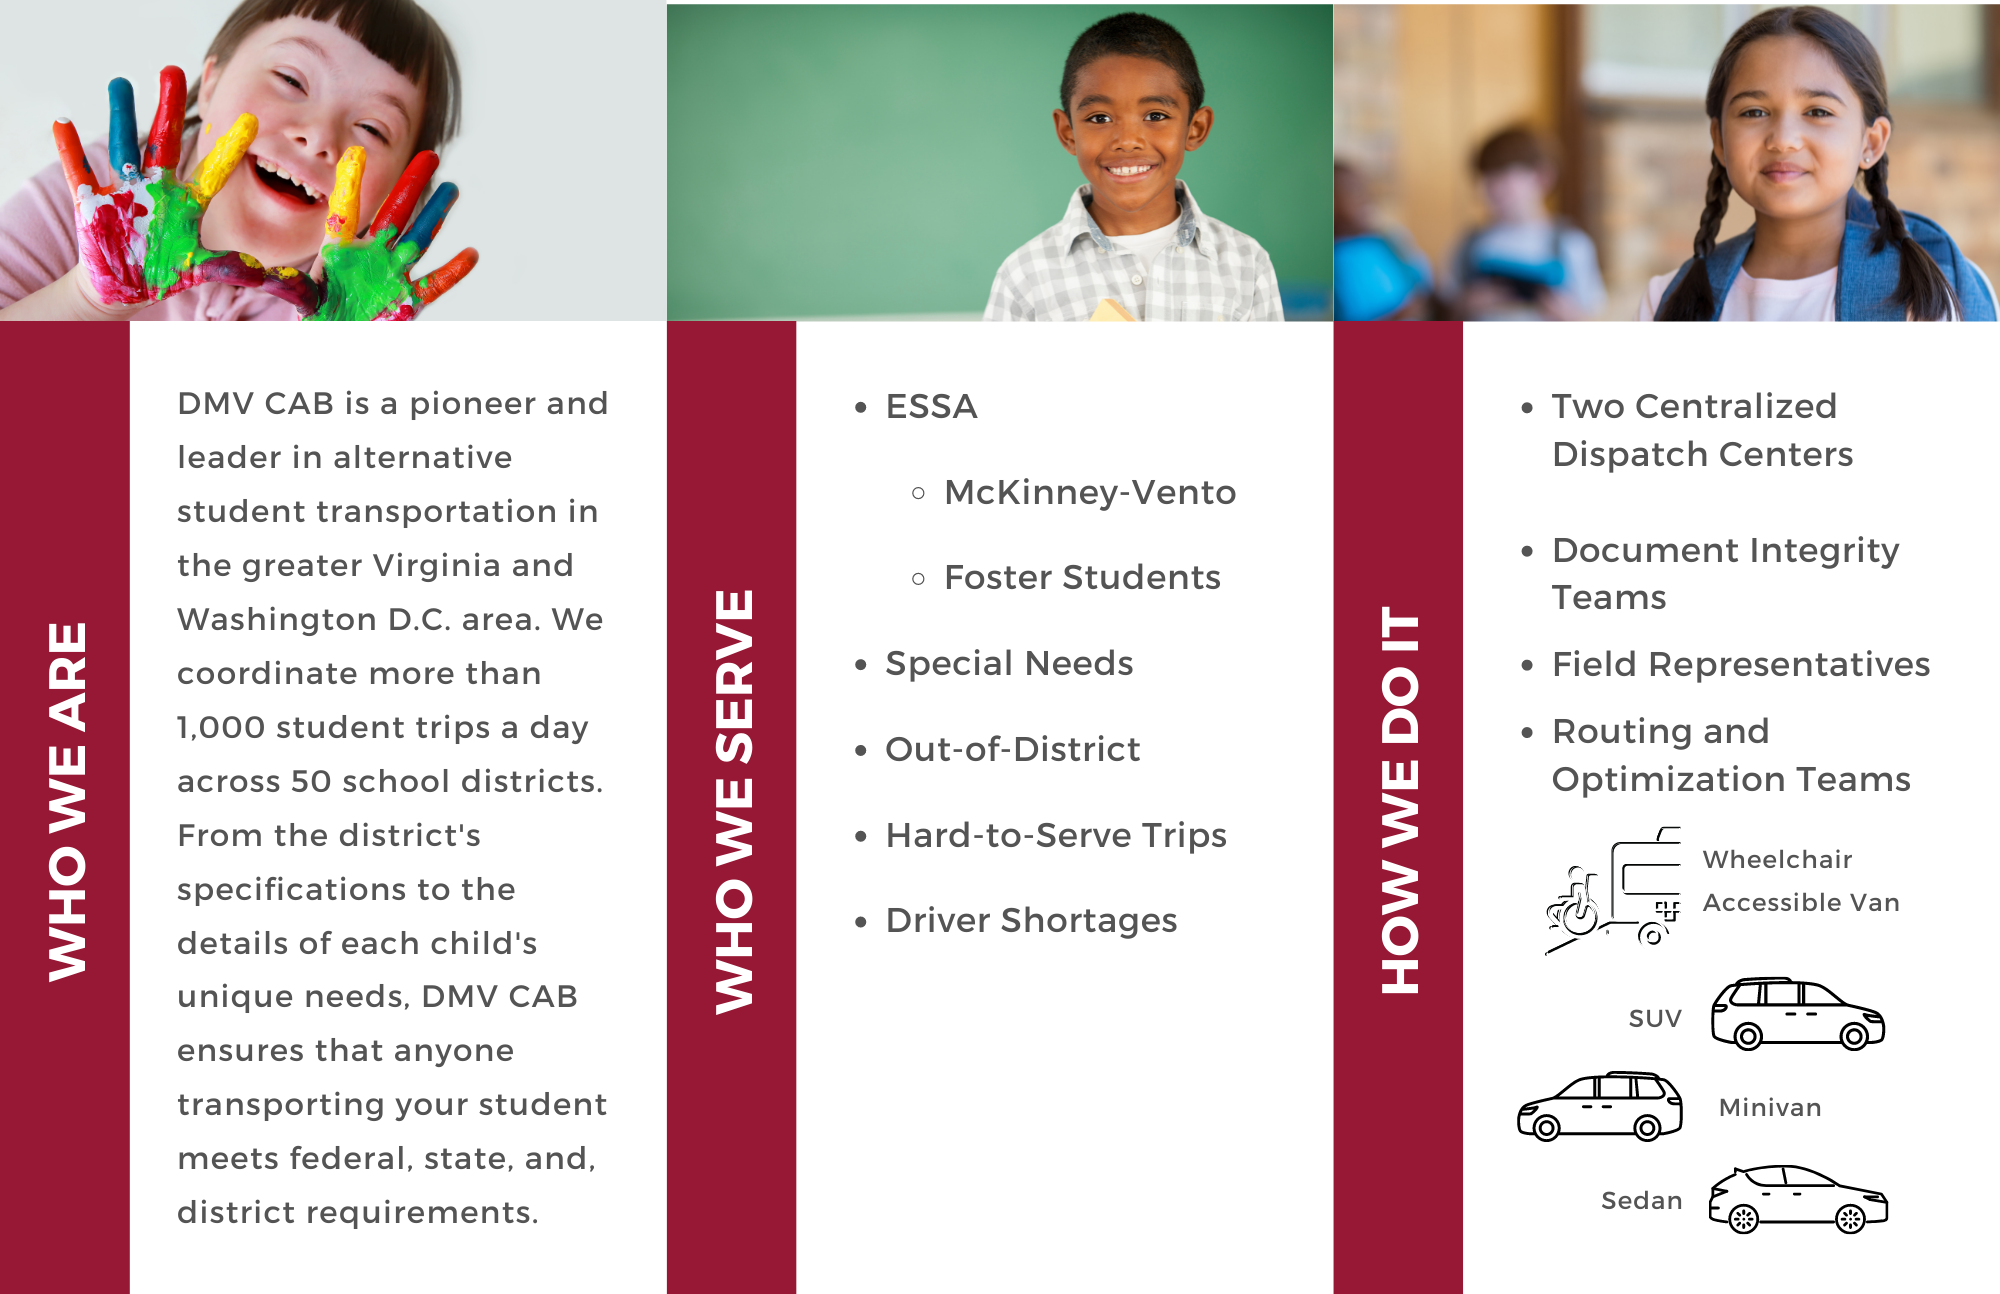 WHO WE ARE
DMV CAB is a pioneer and
leader in alternative
student transportation in
the greater Virginia and
Washington D.C. area. We
coordinate more than
1,000 student trips a day
across 50 school districts.
From the district's
specifications to the
details of each child's
unique needs, DMV CAB
ensures that anyone
transporting your student
meets federal, state, and,
district requirements.
WHO WE SERVE
• ESSA
◦ McKinney-Vento
◦ Foster Students
• Special Needs
• Out-of-District
• Hard-to-Serve Trips
• Driver Shortages
HOW WE DO IT
• Two Centralized
Dispatch Centers
• Document Integrity
Teams
• Field Representatives
• Routing and
Optimization Teams
Wheelchair
Accessible Van
SUV
Minivan
Sedan